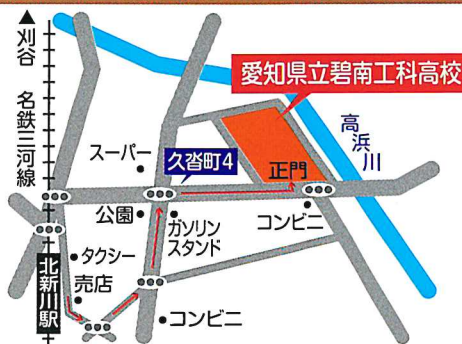 ▲刈谷 名鉄三河線
愛知県立碧南工科高校
高浜川
スーパー
久沓町4
正門
公園
ガソリン
スタンド
コンビニ
タクシー
売店
北新川駅
コンビニ